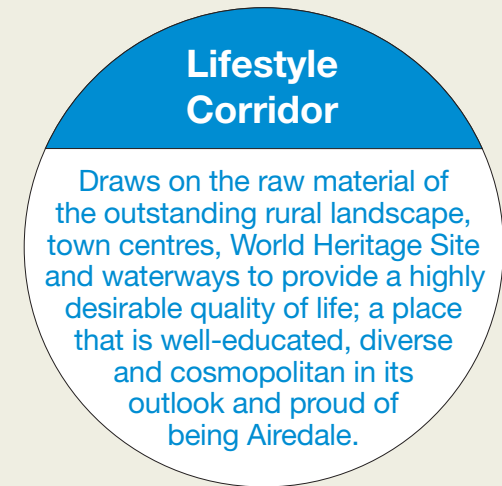 Lifestyle
Corridor
Draws on the raw material of
the outstanding rural landscape,
town centres, World Heritage Site
and waterways to provide a highly
desirable quality of life; a place
that is well-educated, diverse
and cosmopolitan in its
outlook and proud of
being Airedale.